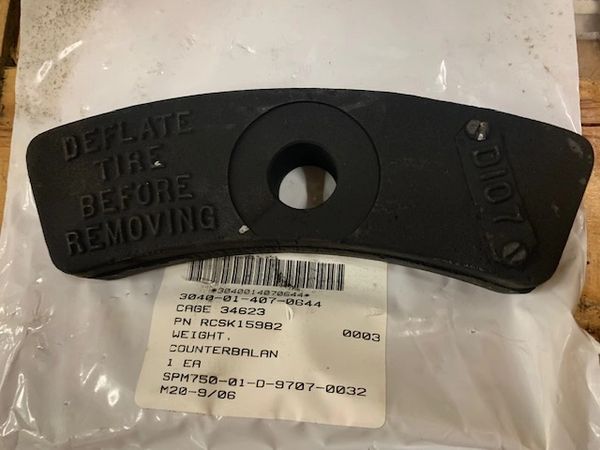 DEFLATE
TIRE
BEFORE
REMOVING
D107
*3040014070644*
3040-01-407-0644
CAGE 34623
PN RCSK15982
0003
WEIGHT,
COUNTERBALAN
1 EA
SPM750-01-D-9707-0032
M20-9/06